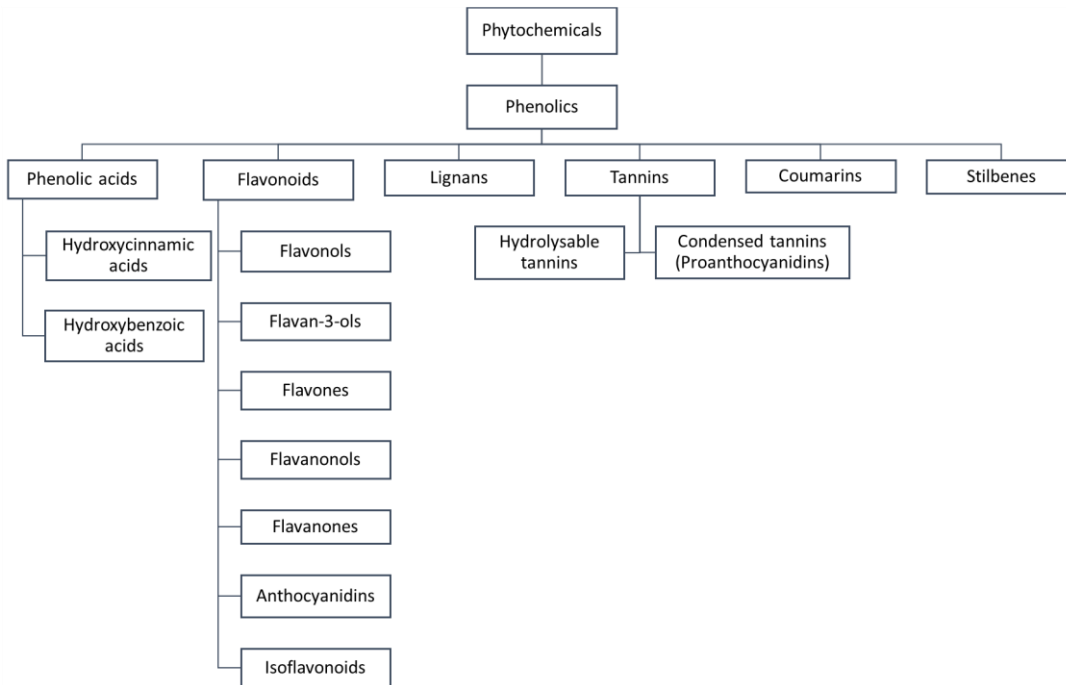 Phytochemicals
Phenolics
Phenolic acids
Flavonoids
Lignans
Tannins
Coumarins
Stilbenes
Hydroxycinnamic
acids
Hydroxybenzoic
acids
Flavonols
Flavan-3-ols
Flavones
Flavanonols
Flavanones
Anthocyanidins
Isoflavonoids
Hydrolysable
tannins
Condensed tannins
(Proanthocyanidins)